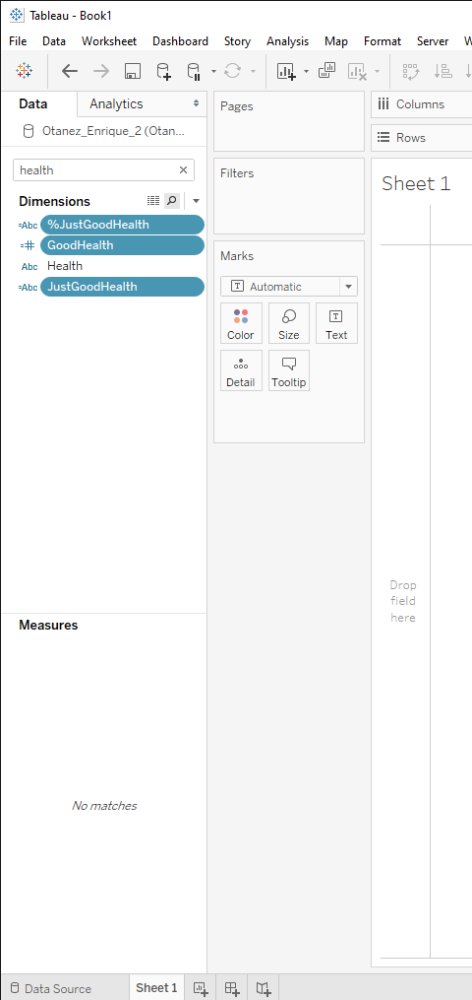 Tableau - Book1
File Data Worksheet Dashboard Story Analysis Map Format Server
Data Analytics
Otanez_Enrique_2 (Otan...
health
Dimensions
=Abc %JustGoodHealth
=# GoodHealth
Abc Health
=Abc JustGoodHealth
Measures
No matches
Pages
Filters
Marks
T Automatic
Color Size Text
Detail Tooltip
Columns
Rows
Sheet 1
Drop
field
here
Data Source Sheet 1